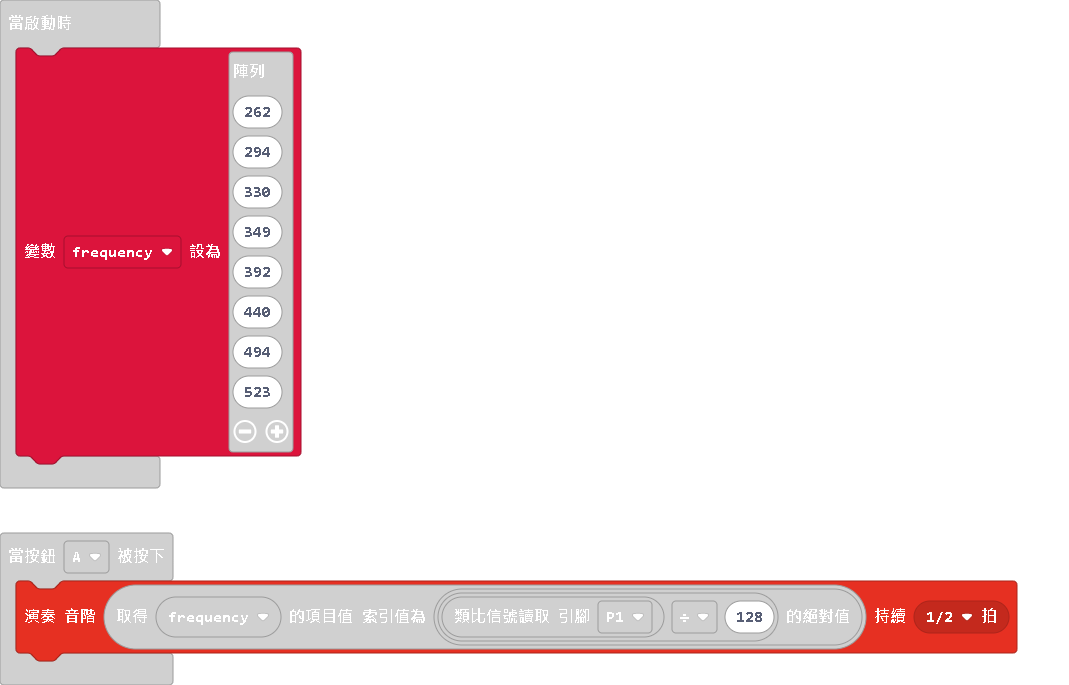 當啟動時
變數 frequency 設為
陣列
262
294
330
349
392
440
494
523
當按鈕 A 被按下
演奏 音階 取得 frequency 的項目值 索引值為 類比信號讀取 引腳 P1 ÷ 128 的絕對值 持續 1/2 拍